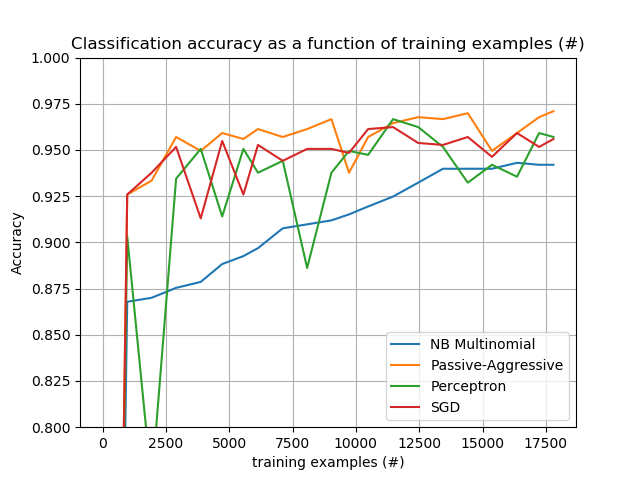 Classification accuracy as a function of training examples (#)
1.000
0.975
0.950
0.925
0.900
0.875
0.850
0.825
0.800
Accuracy
NB Multinomial
Passive-Aggressive
Perceptron
SGD
0 2500 5000 7500 10000 12500 15000 17500
training examples (#)